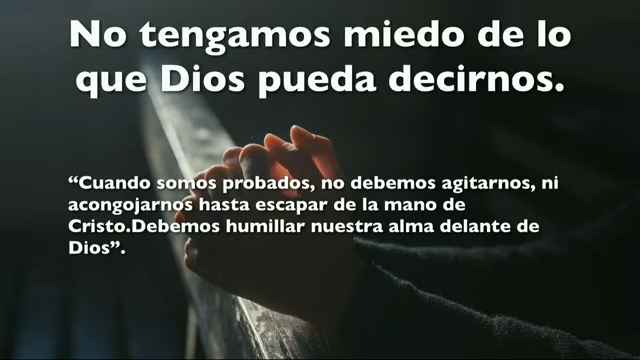 No tengamos miedo de lo
que Dios pueda decirnos.
“Cuando somos probados, no debemos agitarnos, ni
acongojarnos hasta escapar de la mano de
Cristo.Debemos humillar nuestra alma delante de
Dios”.